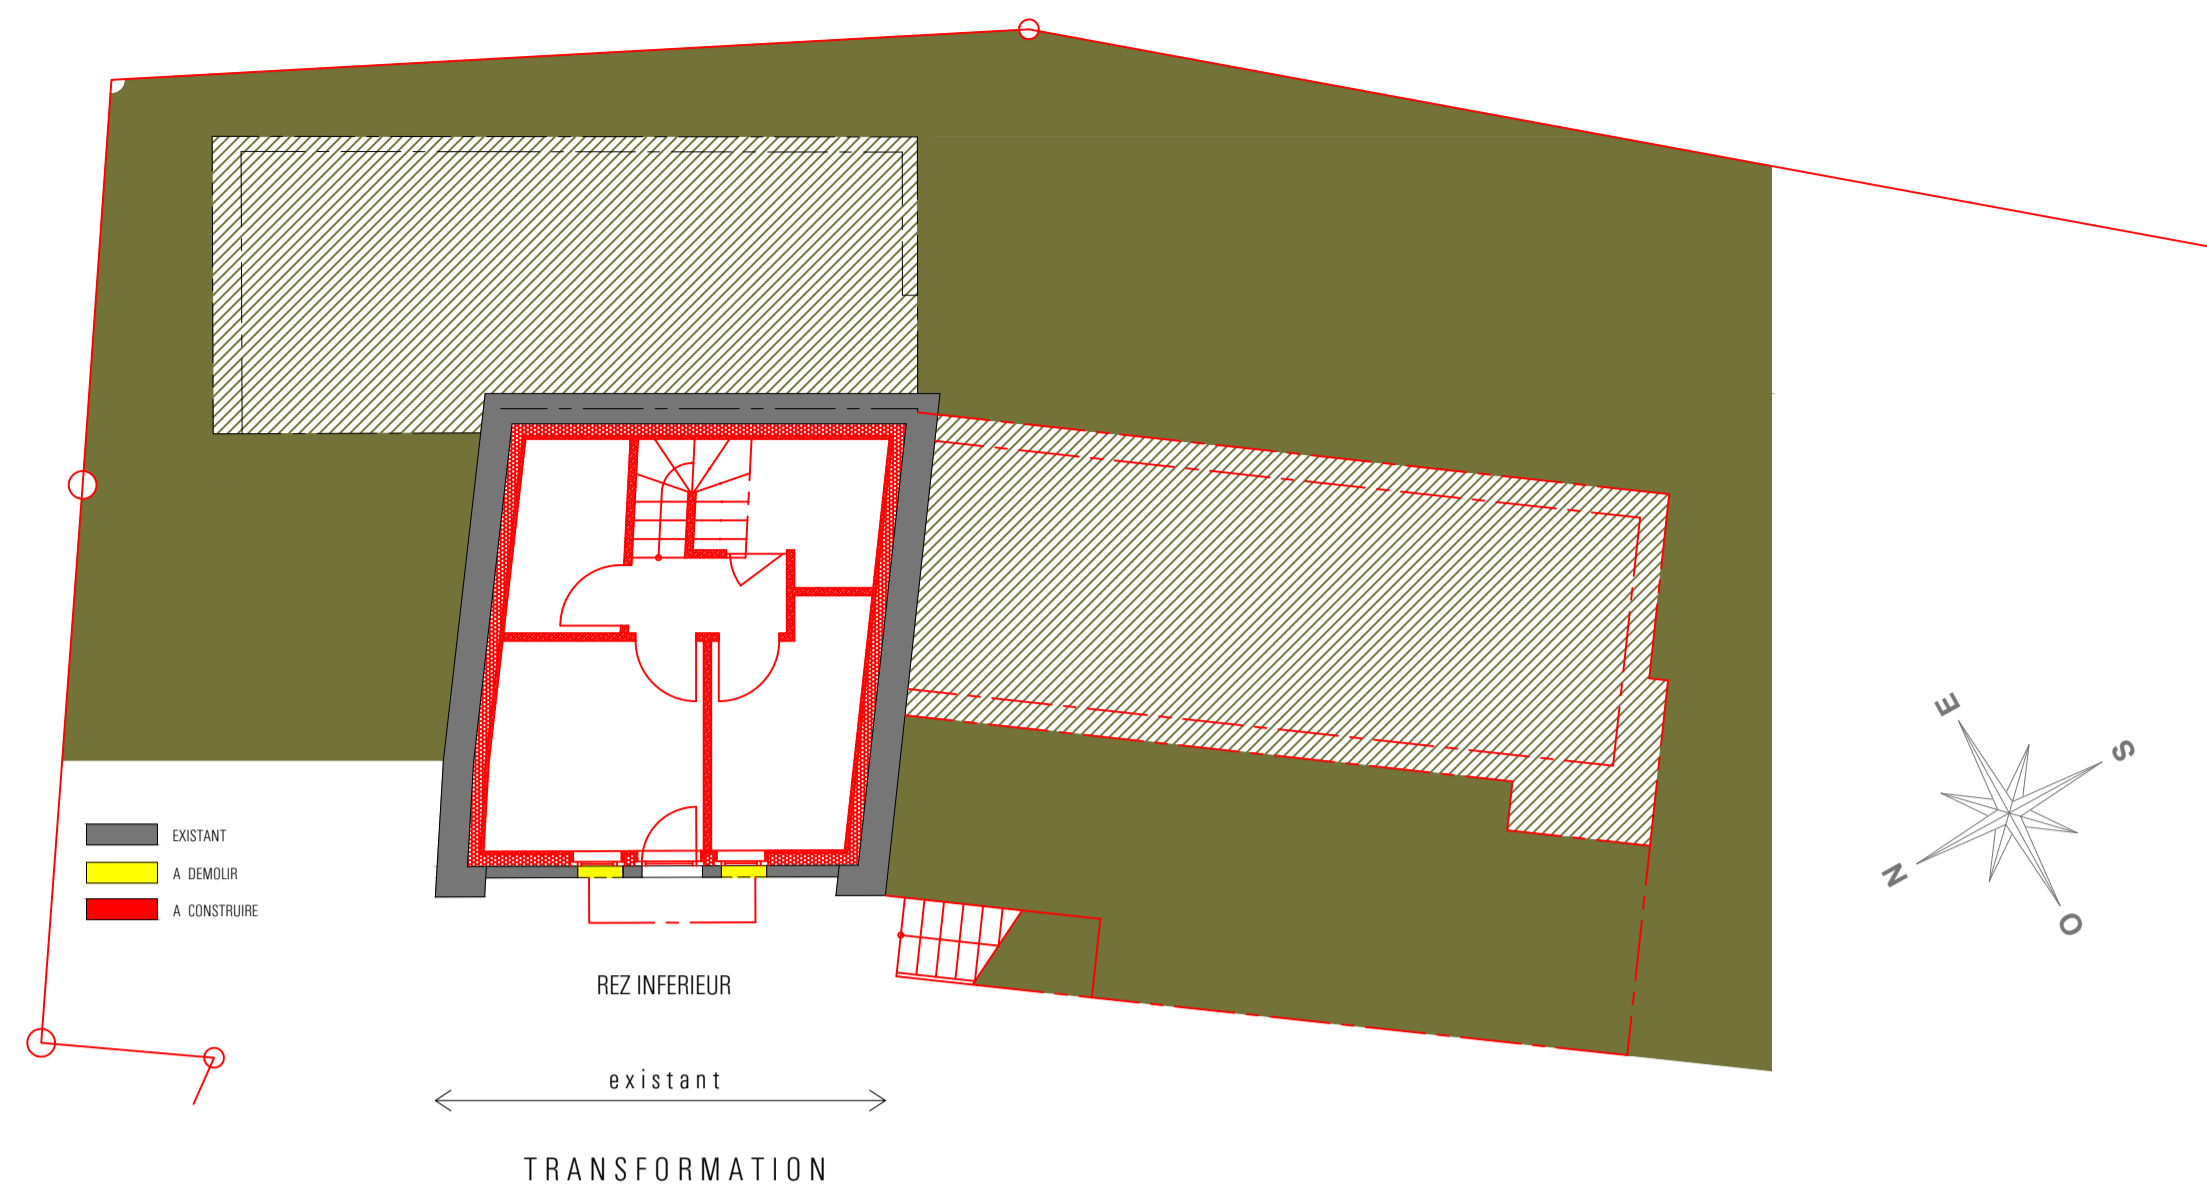 E
S
N
O
EXISTANT
A DEMOLIR
A CONSTRUIRE
REZ INFERIEUR
existant
TRANSFORMATION